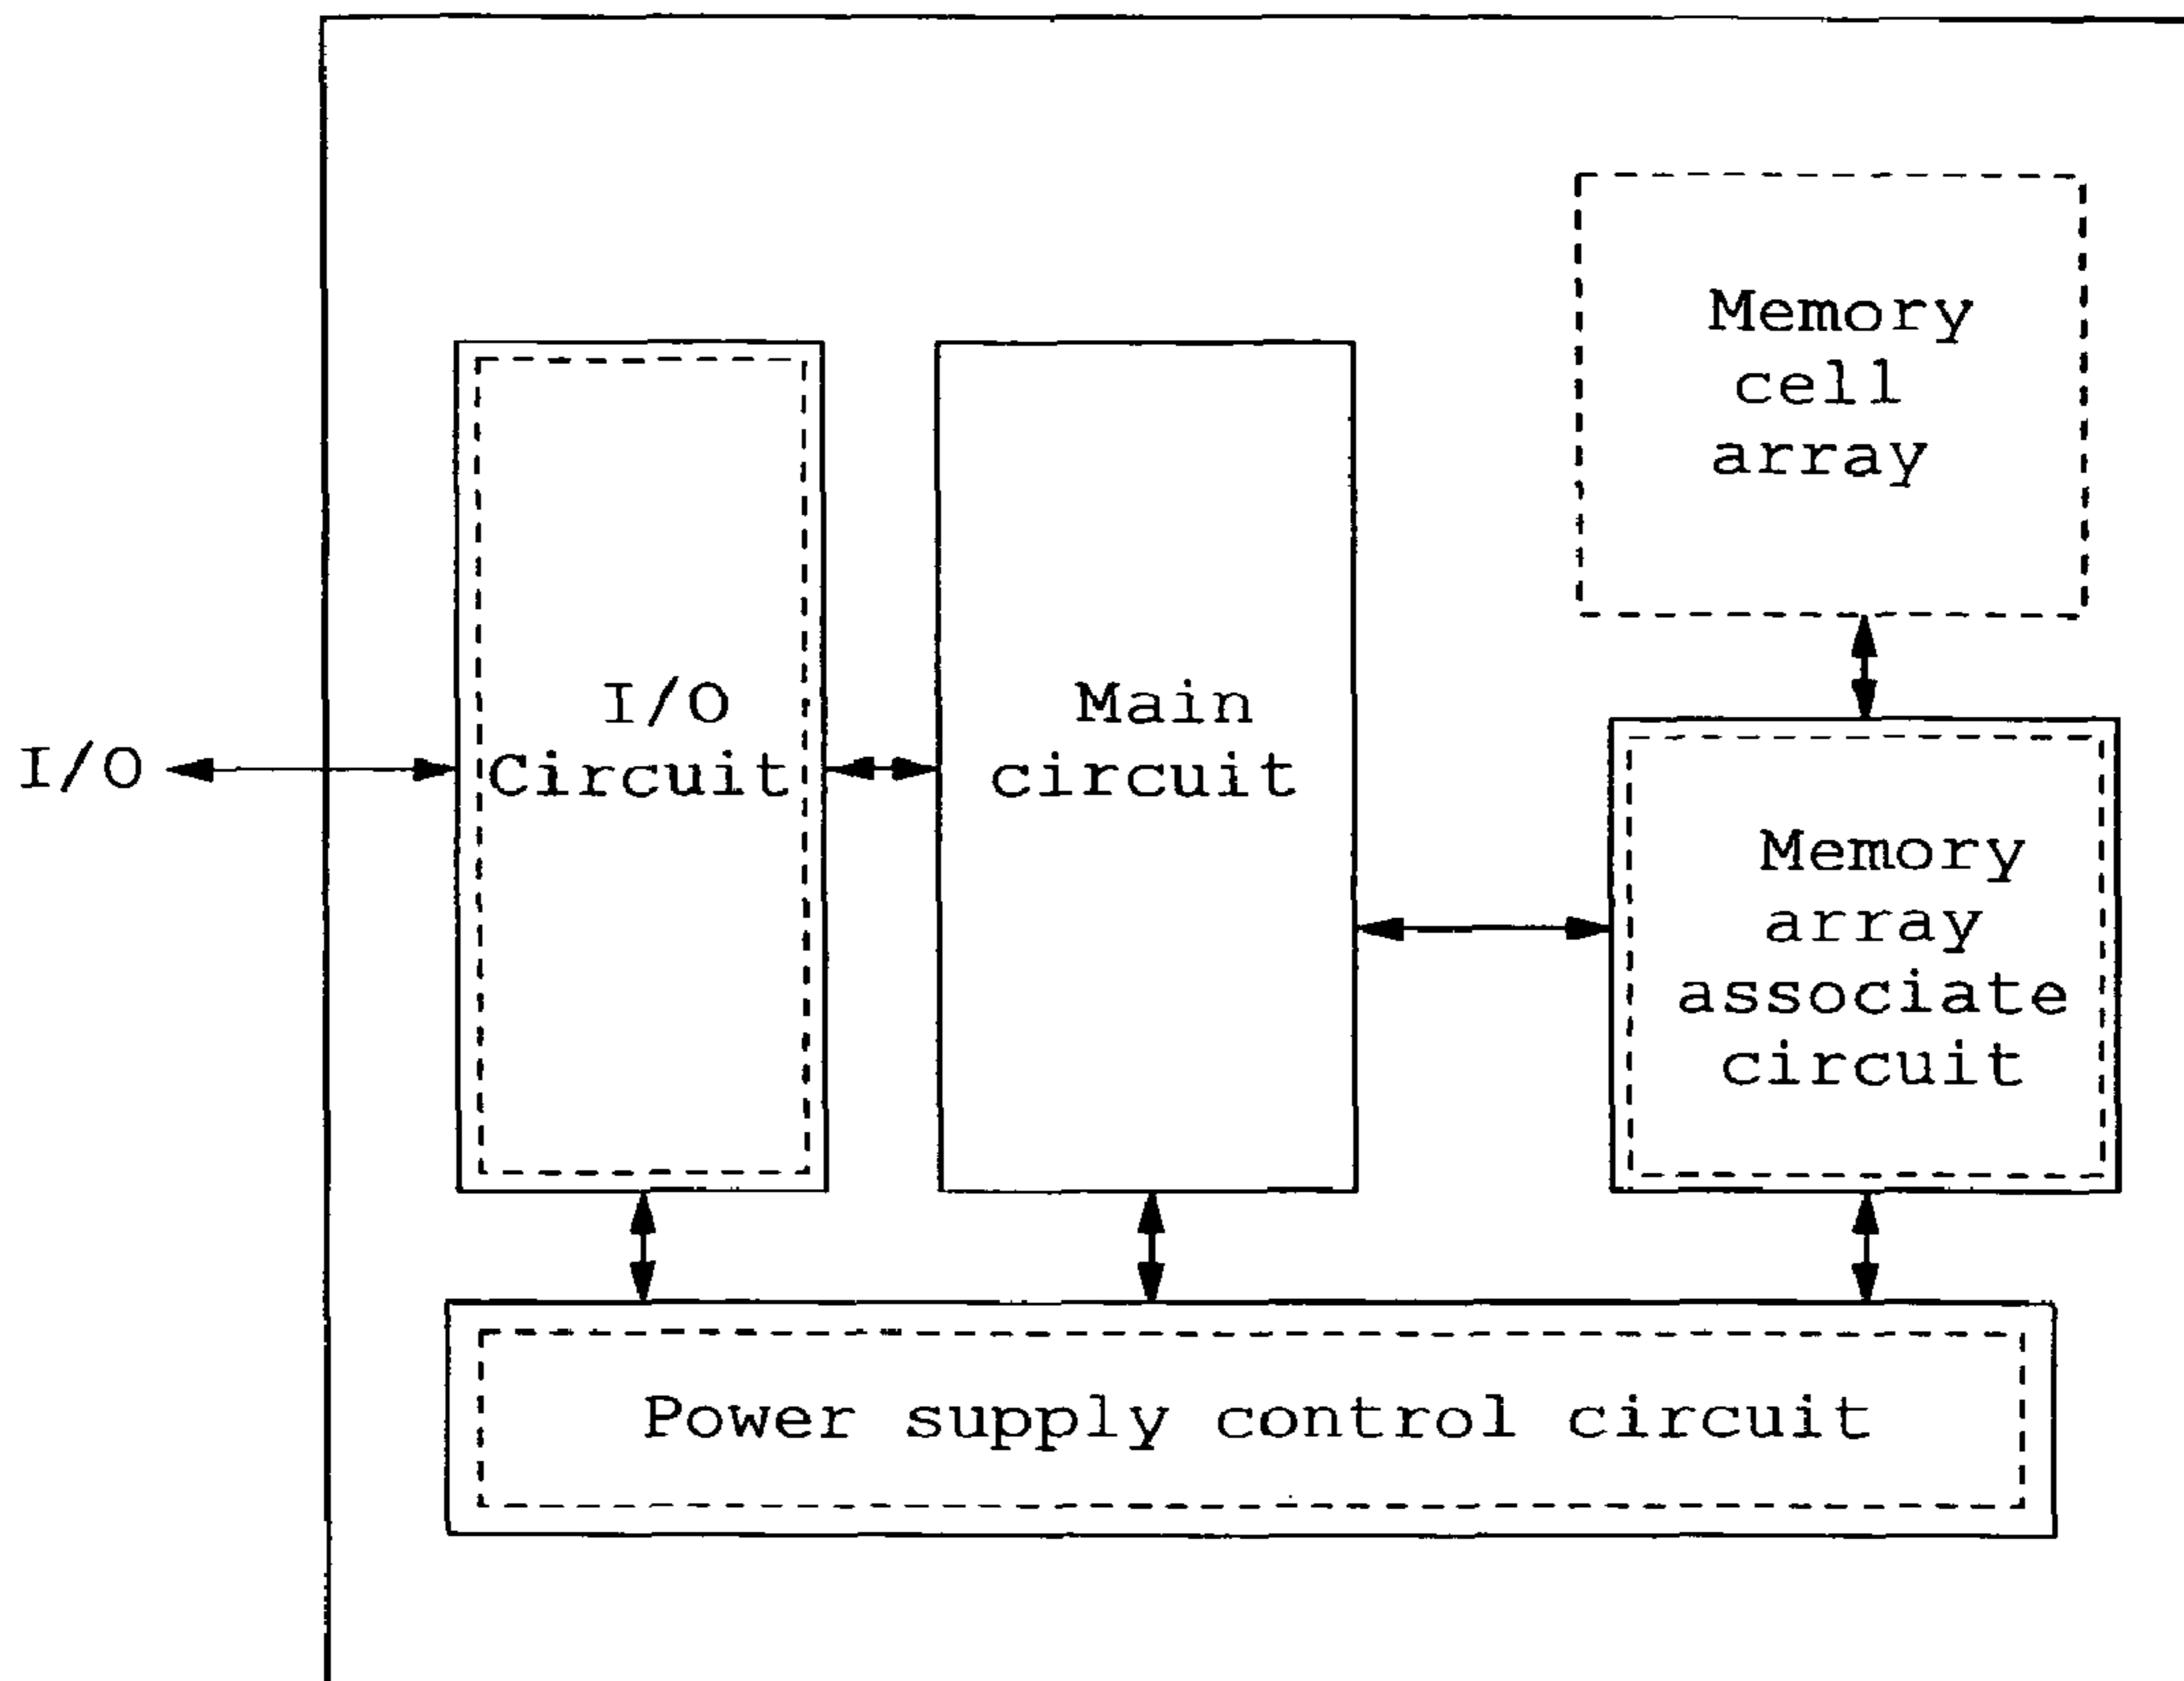 Memory
cell
array
I/O
I/O
Circuit
Main
circuit
Memory
array
associate
circuit
Power supply control circuit